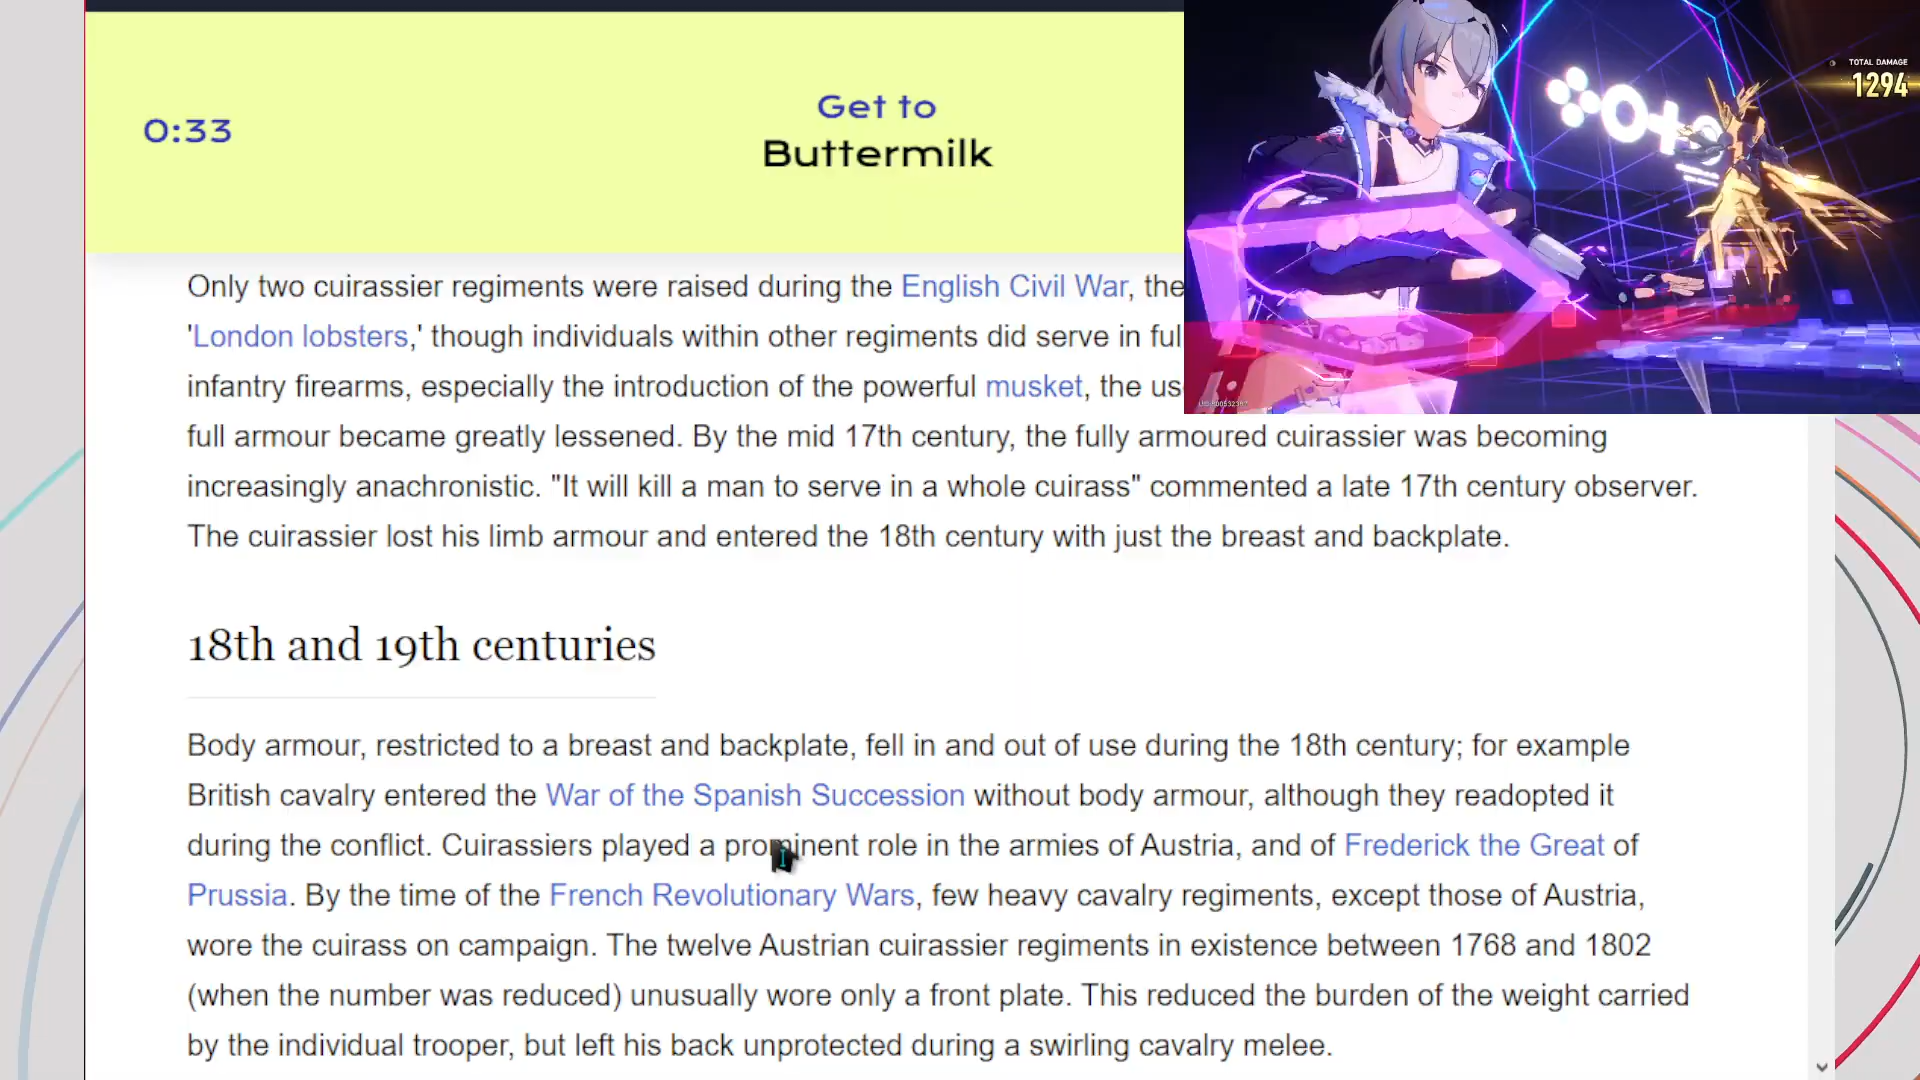 0:33
Get to
Buttermilk
TOTAL DAMAGE
1294
Only two cuirassier regiments were raised during the English Civil War, the
'London lobsters,' though individuals within other regiments did serve in ful
infantry firearms, especially the introduction of the powerful musket, the us
full armour became greatly lessened. By the mid 17th century, the fully armoured cuirassier was becoming
increasingly anachronistic. "It will kill a man to serve in a whole cuirass" commented a late 17th century observer.
The cuirassier lost his limb armour and entered the 18th century with just the breast and backplate.
18th and 19th centuries
Body armour, restricted to a breast and backplate, fell in and out of use during the 18th century; for example
British cavalry entered the War of the Spanish Succession without body armour, although they readopted it
during the conflict. Cuirassiers played a prominent role in the armies of Austria, and of Frederick the Great of
Prussia. By the time of the French Revolutionary Wars, few heavy cavalry regiments, except those of Austria,
wore the cuirass on campaign. The twelve Austrian cuirassier regiments in existence between 1768 and 1802
(when the number was reduced) unusually wore only a front plate. This reduced the burden of the weight carried
by the individual trooper, but left his back unprotected during a swirling cavalry melee.